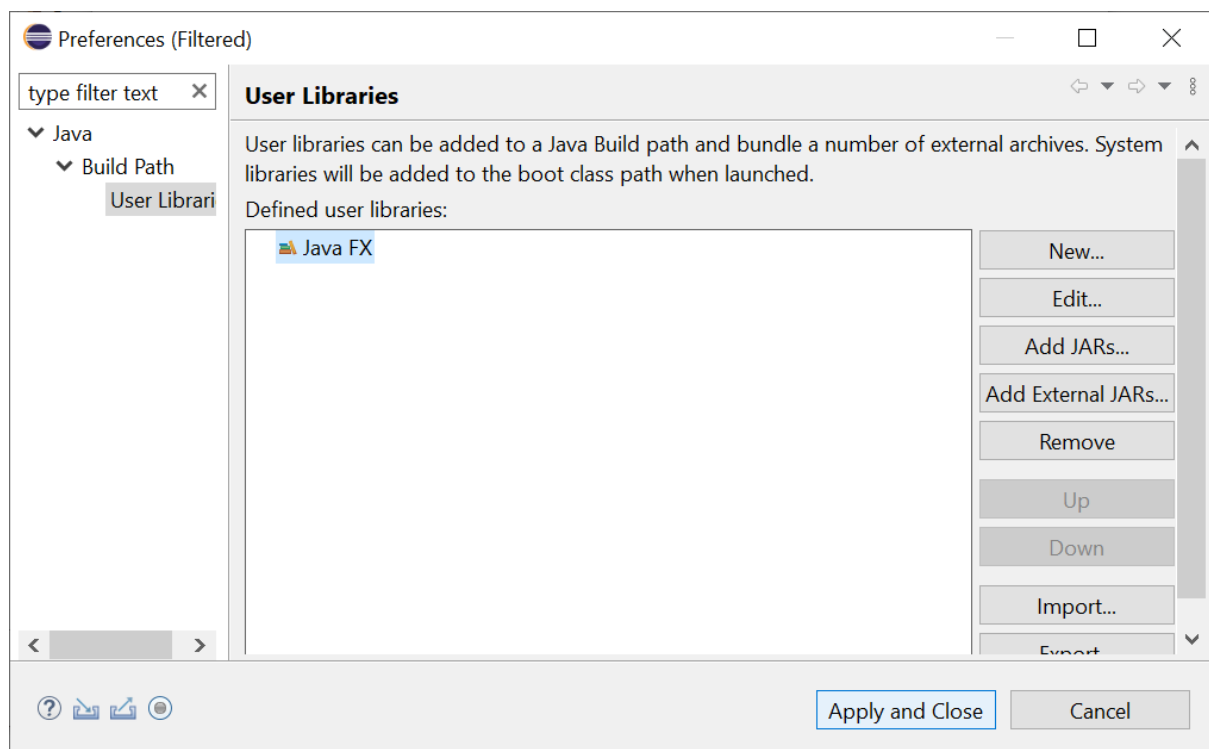 Preferences (Filtered)
type filter text
Java
Build Path
User Librari
User Libraries
User libraries can be added to a Java Build path and bundle a number of external archives. System
libraries will be added to the boot class path when launched.
Defined user libraries:
Java FX
New...
Edit...
Add JARs...
Add External JARs...
Remove
Up
Down
Import...
Export...
Apply and Close
Cancel